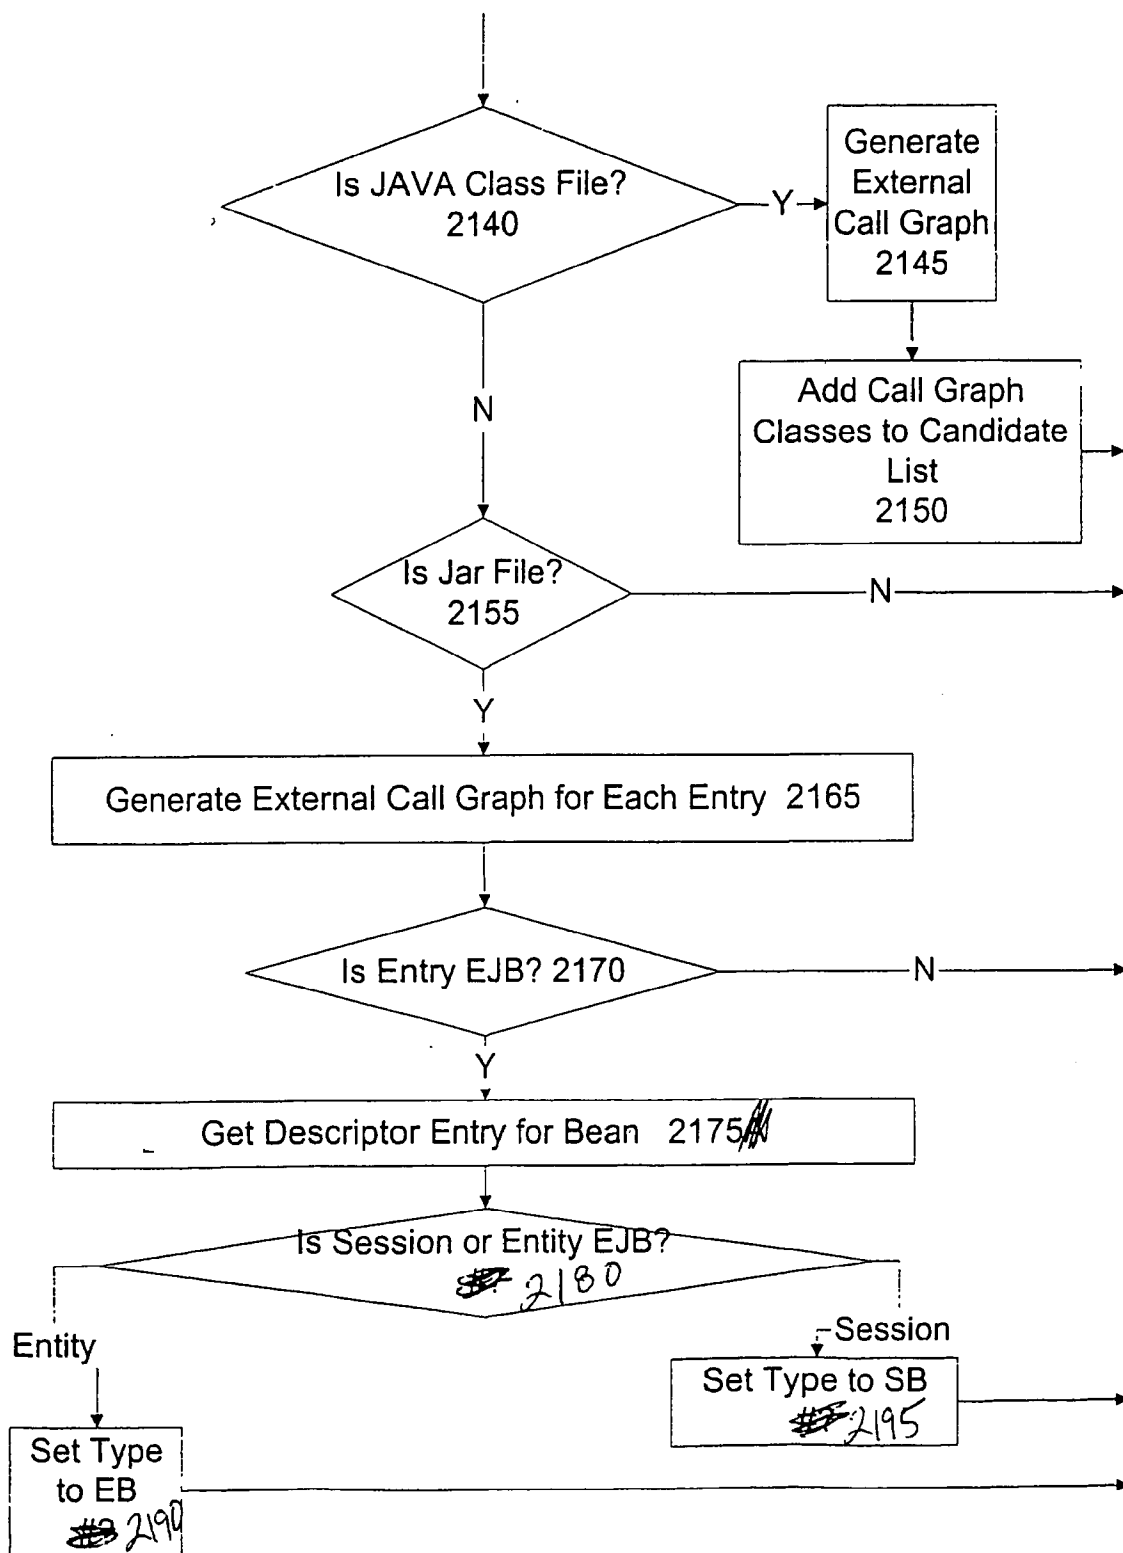 Is JAVA Class File?
2140
Y
Generate
External
Call Graph
2145
N
Add Call Graph
Classes to Candidate
List
2150
Is Jar File?
2155
N
Y
Generate External Call Graph for Each Entry 2165
Is Entry EJB? 2170
N
Y
Get Descriptor Entry for Bean 2175
Is Session or Entity EJB?
2180
Entity
Session
Set Type to SB
2195
Set Type
to EB
2190